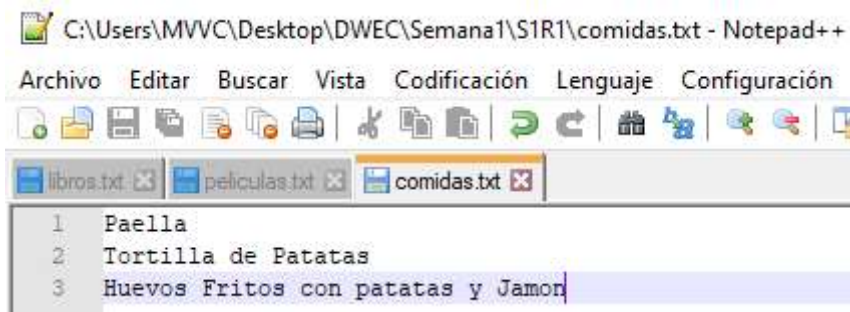 C:\Users\MVVC\Desktop\DWEC\Semana1\S1R1\comidas.txt - Notepad++
Archivo Editar Buscar Vista Codificación Lenguaje Configuración
libros.txt peliculas.txt comidas.txt
1 Paella
2 Tortilla de Patatas
3 Huevos Fritos con patatas y Jamon